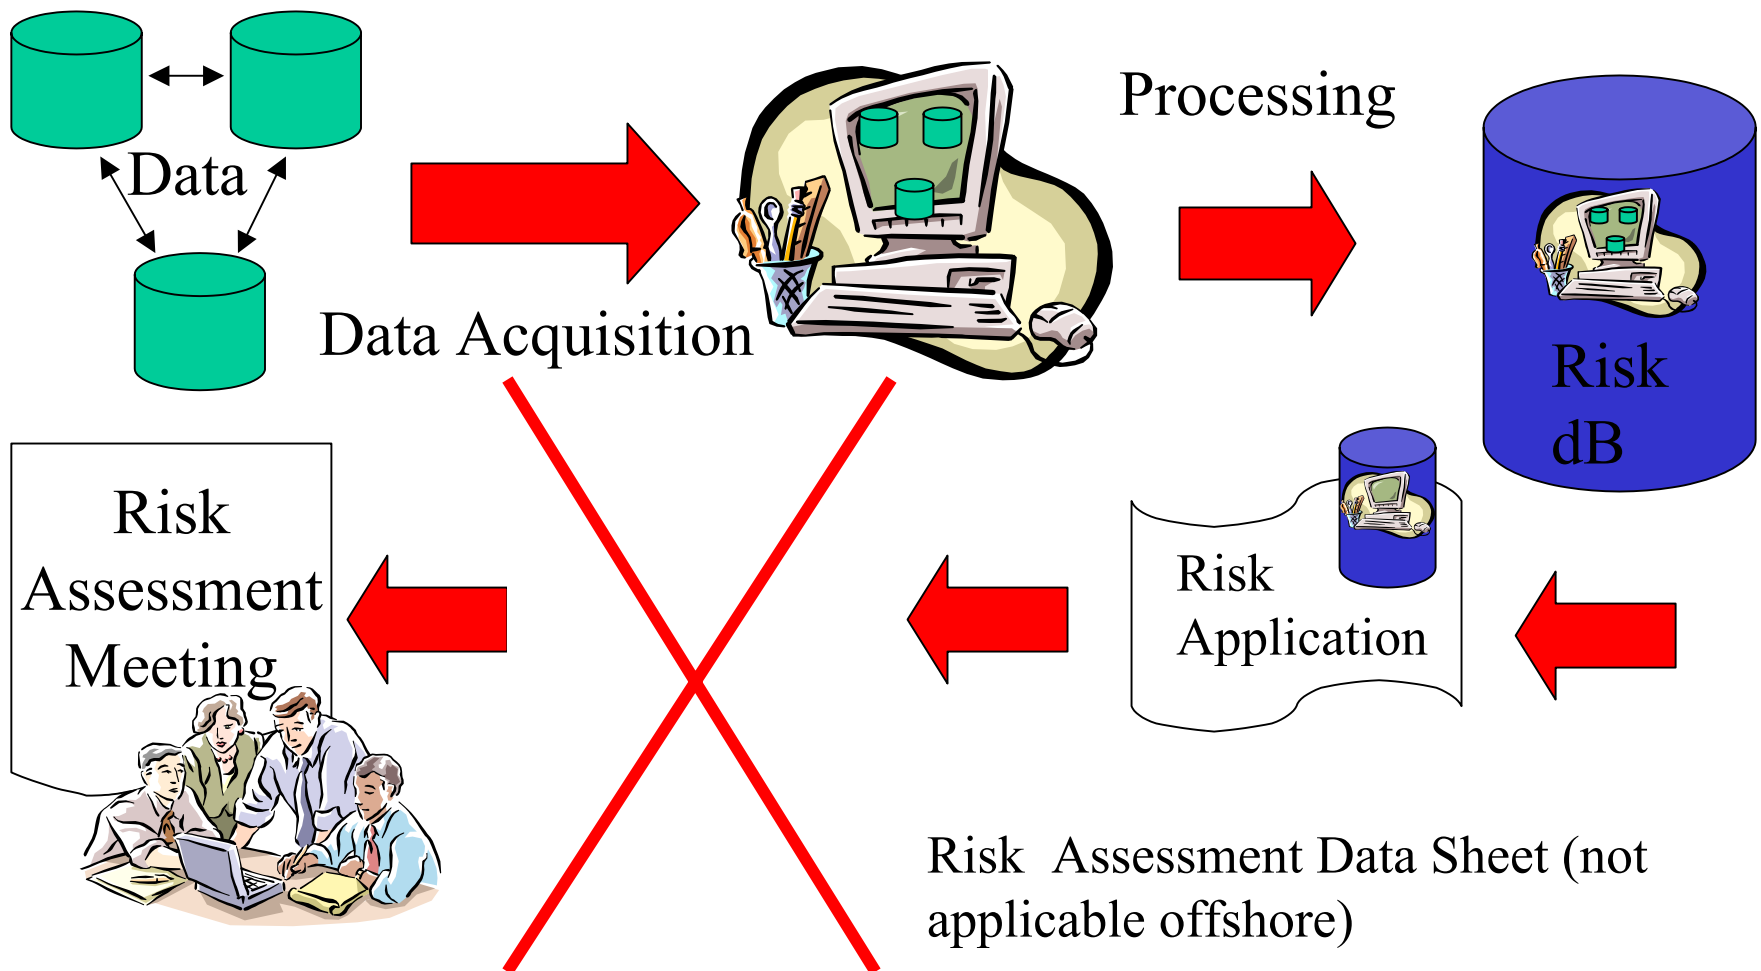 Data
Data Acquisition
Processing
Risk
dB
Risk
Application
Risk
Assessment
Meeting
Risk Assessment Data Sheet (not
applicable offshore)